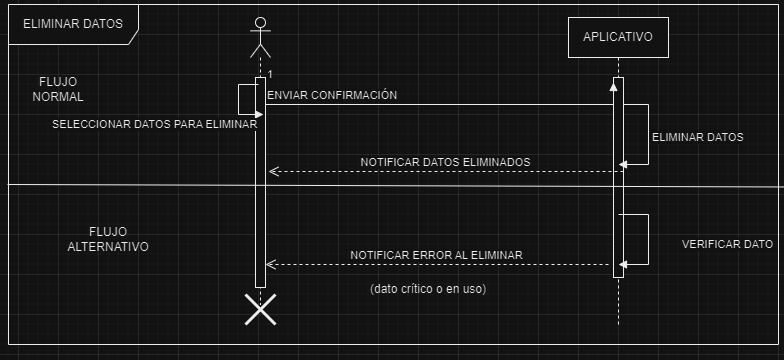 ELIMINAR DATOS
APLICATIVO
FLUJO
NORMAL
1
ENVIAR CONFIRMACIÓN
SELECCIONAR DATOS PARA ELIMINAR
ELIMINAR DATOS
NOTIFICAR DATOS ELIMINADOS
FLUJO
ALTERNATIVO
VERIFICAR DATO
NOTIFICAR ERROR AL ELIMINAR
(dato crítico o en uso)